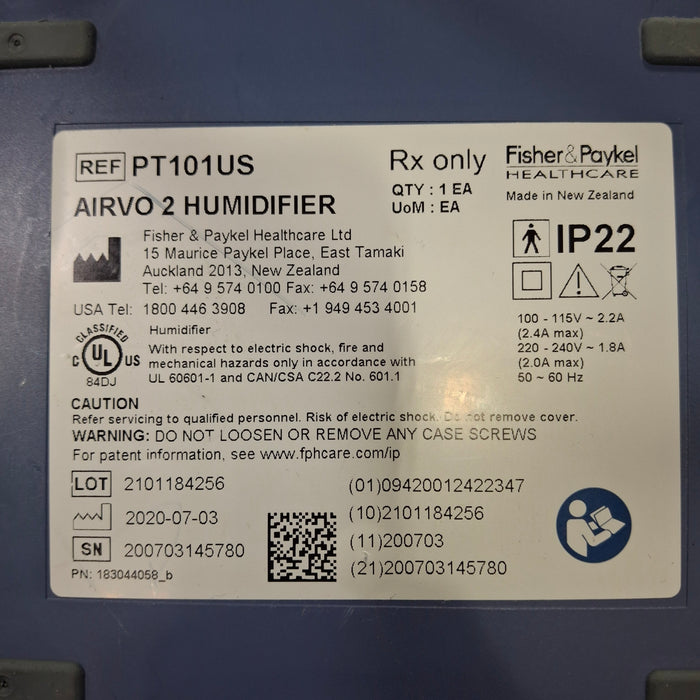 REF PT101US
Rx only
Fisher & Paykel
HEALTHCARE
QTY : 1 EA
UoM : EA
Made in New Zealand
AIRVO 2 HUMIDIFIER
Fisher & Paykel Healthcare Ltd
15 Maurice Paykel Place, East Tamaki
Auckland 2013, New Zealand
Tel: +64 9 574 0100 Fax: +64 9 574 0158
USA Tel: 1800 446 3908 Fax: +1 949 453 4001
IP22
CLASSIFIED
C UL US
84DJ
Humidifier
With respect to electric shock, fire and
mechanical hazards only in accordance with
UL 60601-1 and CAN/CSA C22.2 No. 601.1
100 - 115V ~ 2.2A
(2.4A max)
220 - 240V ~ 1.8A
(2.0A max)
50 ~ 60 Hz
CAUTION
Refer servicing to qualified personnel. Risk of electric shock. Do not remove cover.
WARNING: DO NOT LOOSEN OR REMOVE ANY CASE SCREWS
For patent information, see www.fphcare.com/ip
LOT 2101184256
2020-07-03
SN 200703145780
PN: 183044058_b
(01)09420012422347
(10)2101184256
(11)200703
(21)200703145780